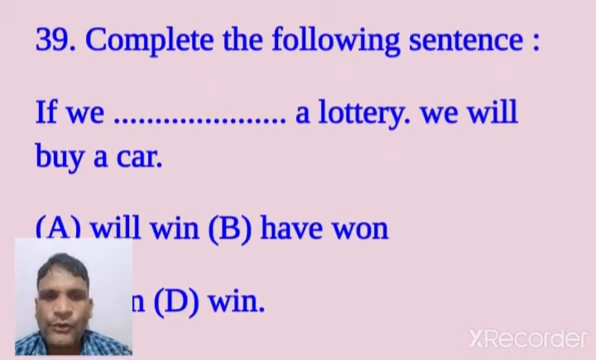 39. Complete the following sentence :
If we ..................... a lottery. we will
buy a car.
(A) will win (B) have won
n (D) win.
XRecorder